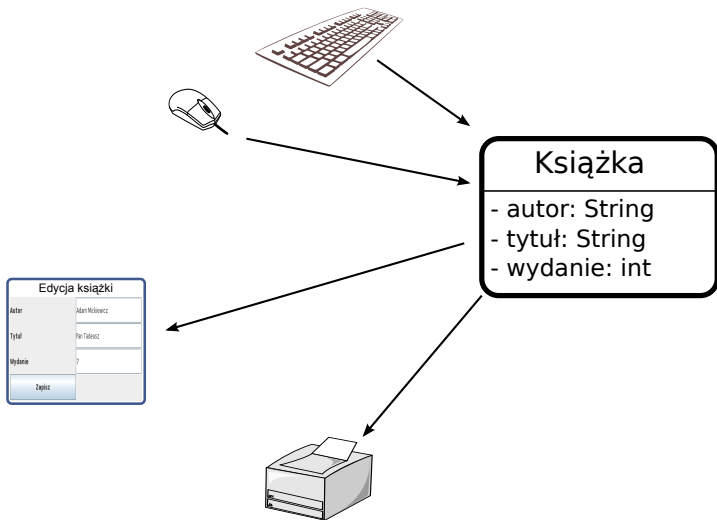 Książka
- autor: String
- tytuł: String
- wydanie: int
Edycja książki
Autor Adam Mickiewicz
Tytuł Pan Tadeusz
Wydanie 7
Zapisz